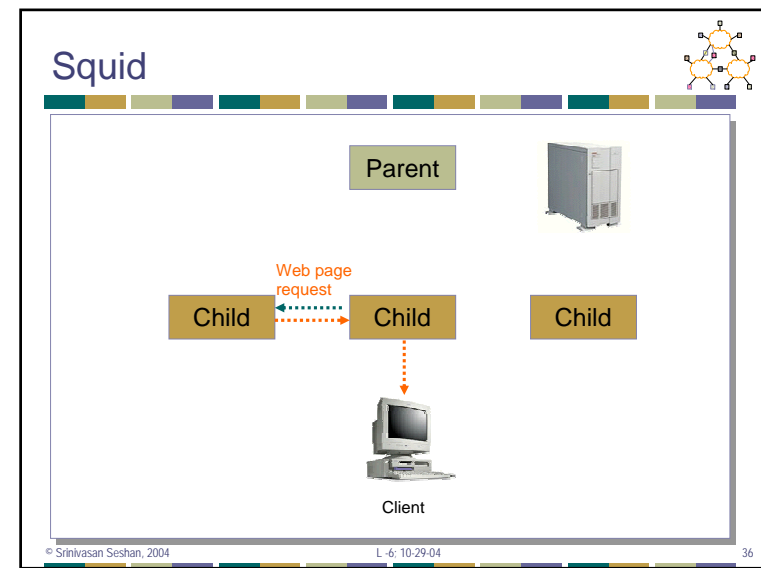 Squid
Parent
Web page
request
Child
Child
Child
Client
© Srinivasan Seshan, 2004
L -6; 10-29-04
36